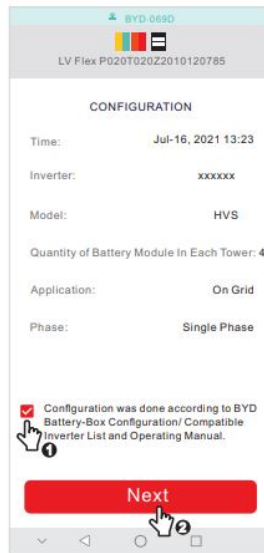 BYD-069D
LV Flex P020T020Z2010120785
CONFIGURATION
Time: Jul-16, 2021 13:23
Inverter: xxxxxx
Model: HVS
Quantity of Battery Module In Each Tower: 4
Application: On Grid
Phase: Single Phase
Configuration was done according to BYD
Battery-Box Configuration/ Compatible
Inverter List and Operating Manual.
1
Next
2